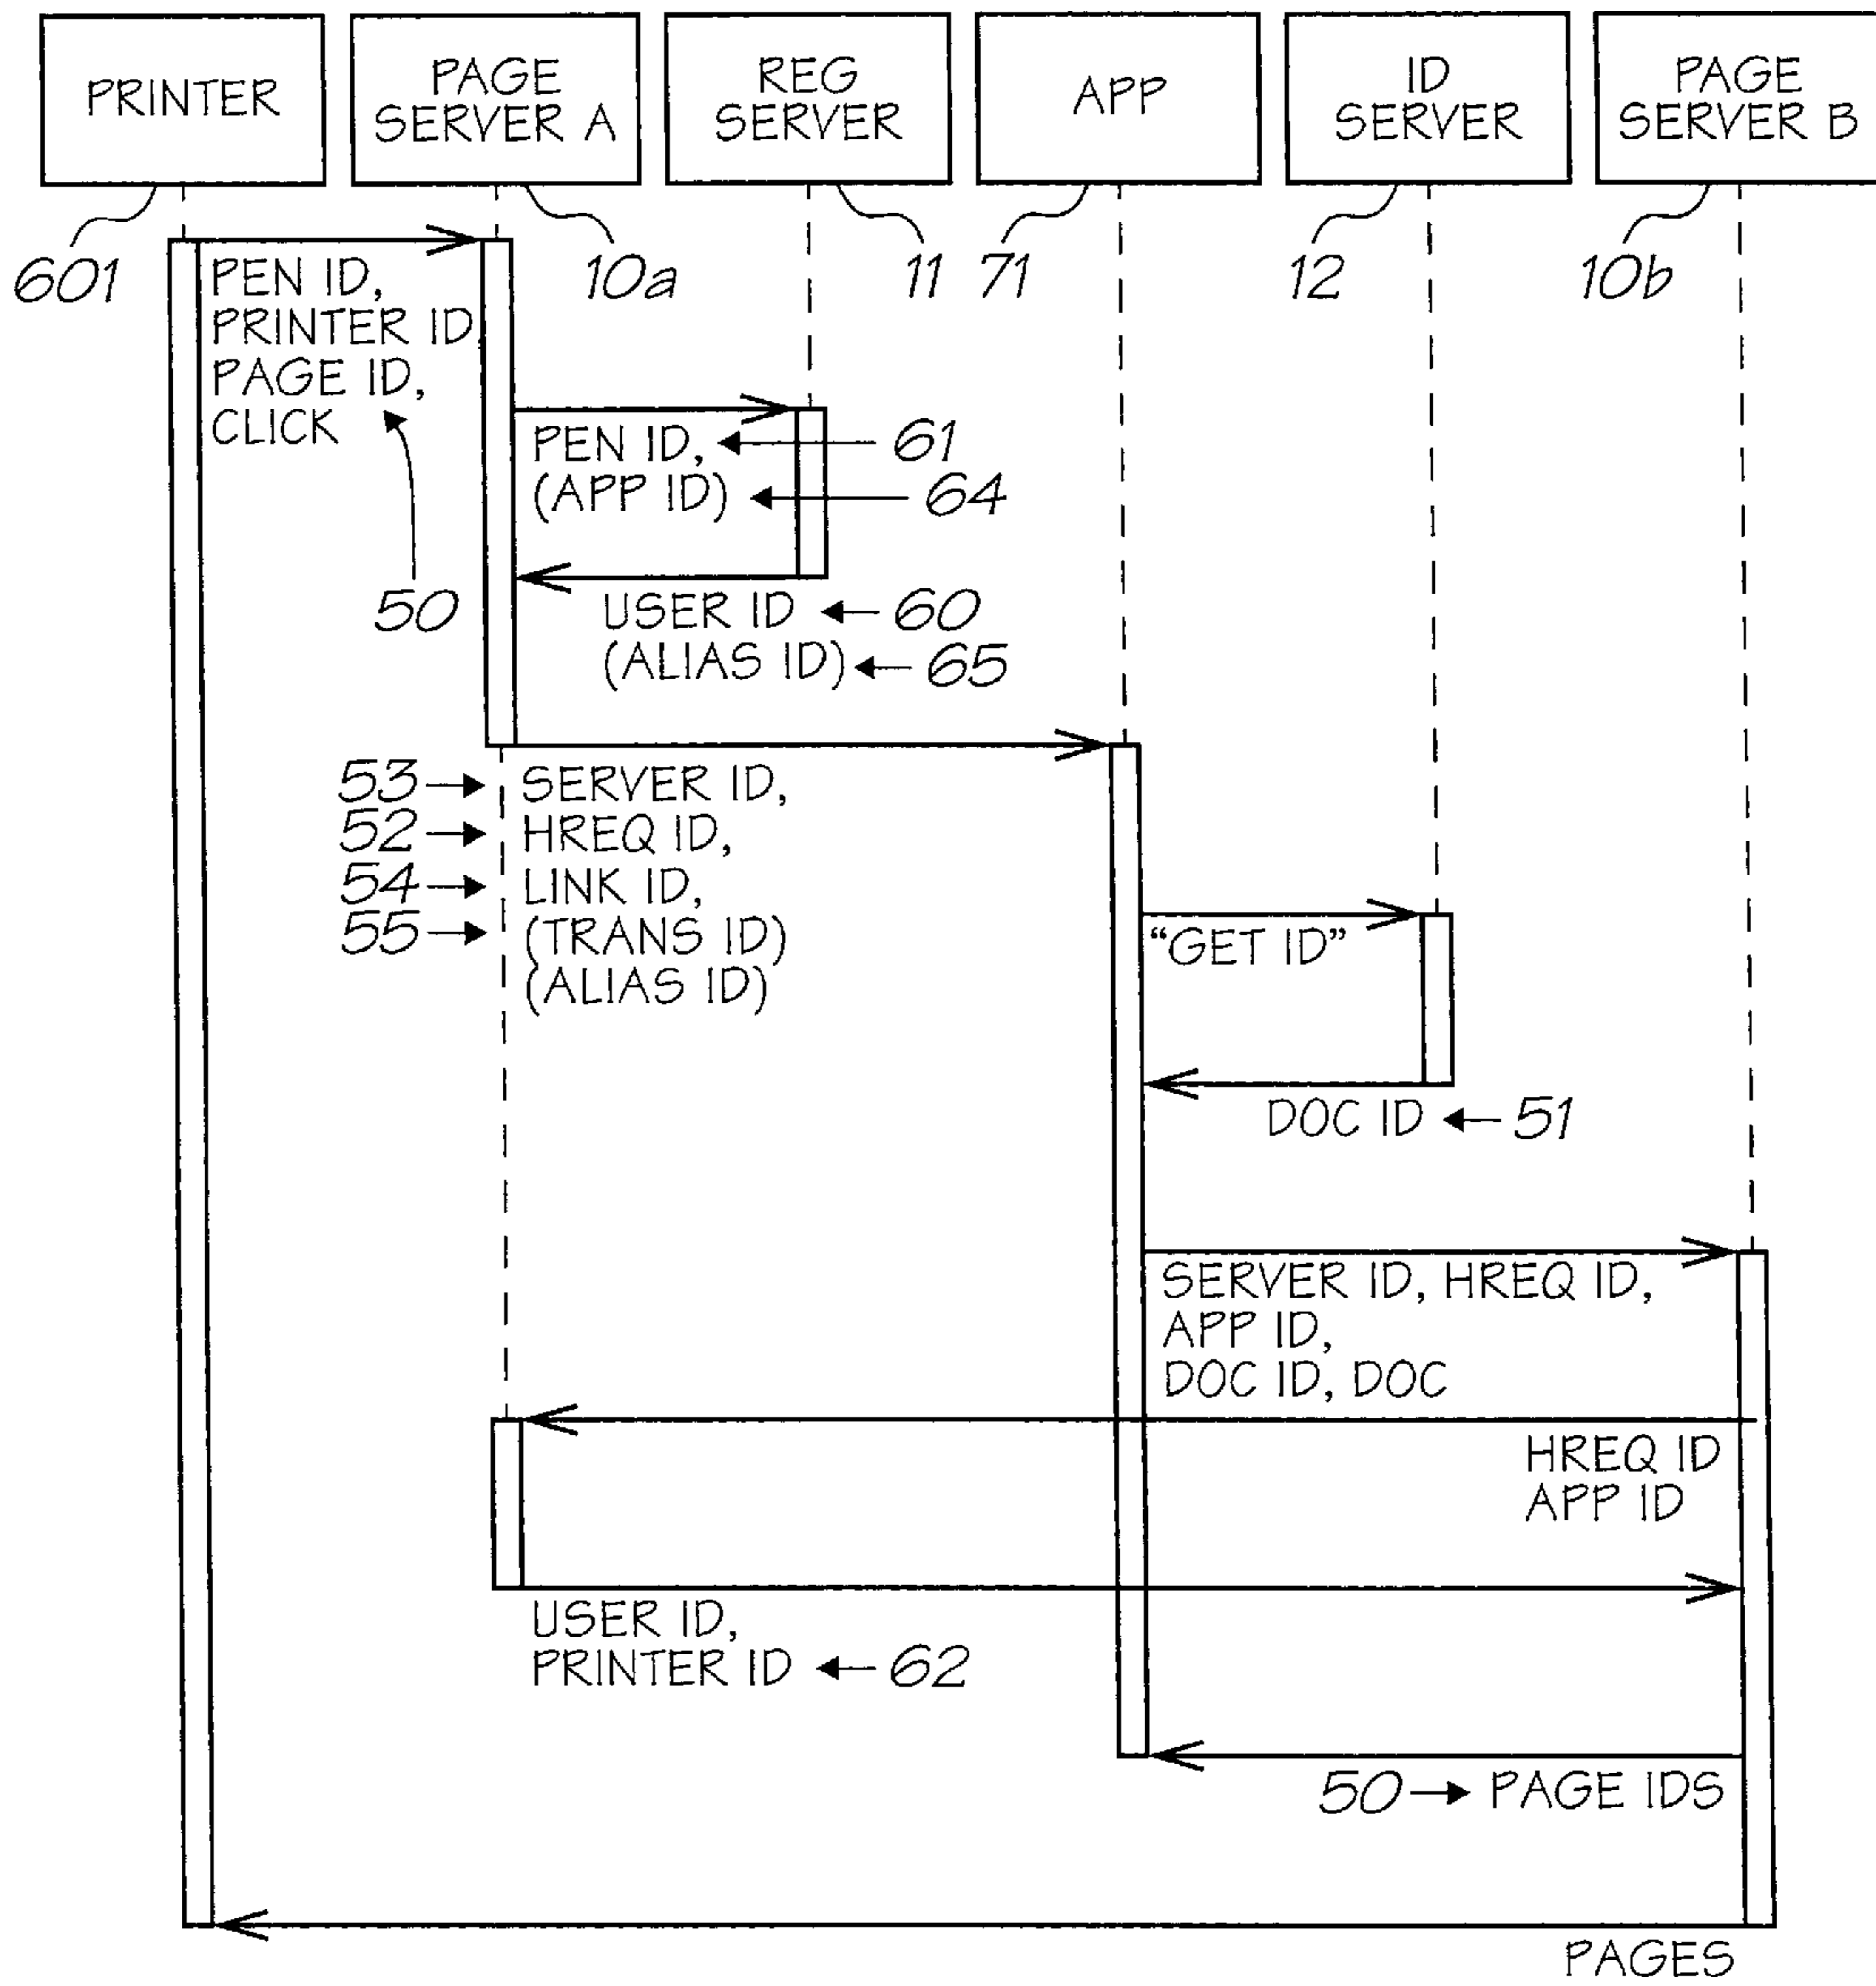 PRINTER
PAGE
SERVER A
REG
SERVER
APP
ID
SERVER
PAGE
SERVER B
601
10a
11
71
12
10b
PEN ID,
PRINTER ID
PAGE ID,
CLICK
50
PEN ID,
61
(APP ID)
64
USER ID
60
(ALIAS ID)
65
53
SERVER ID,
52
HREQ ID,
54
LINK ID,
55
(TRANS ID)
(ALIAS ID)
“GET ID”
DOC ID
51
SERVER ID, HREQ ID,
APP ID,
DOC ID, DOC
HREQ ID
APP ID
USER ID,
PRINTER ID
62
50
PAGE IDS
PAGES